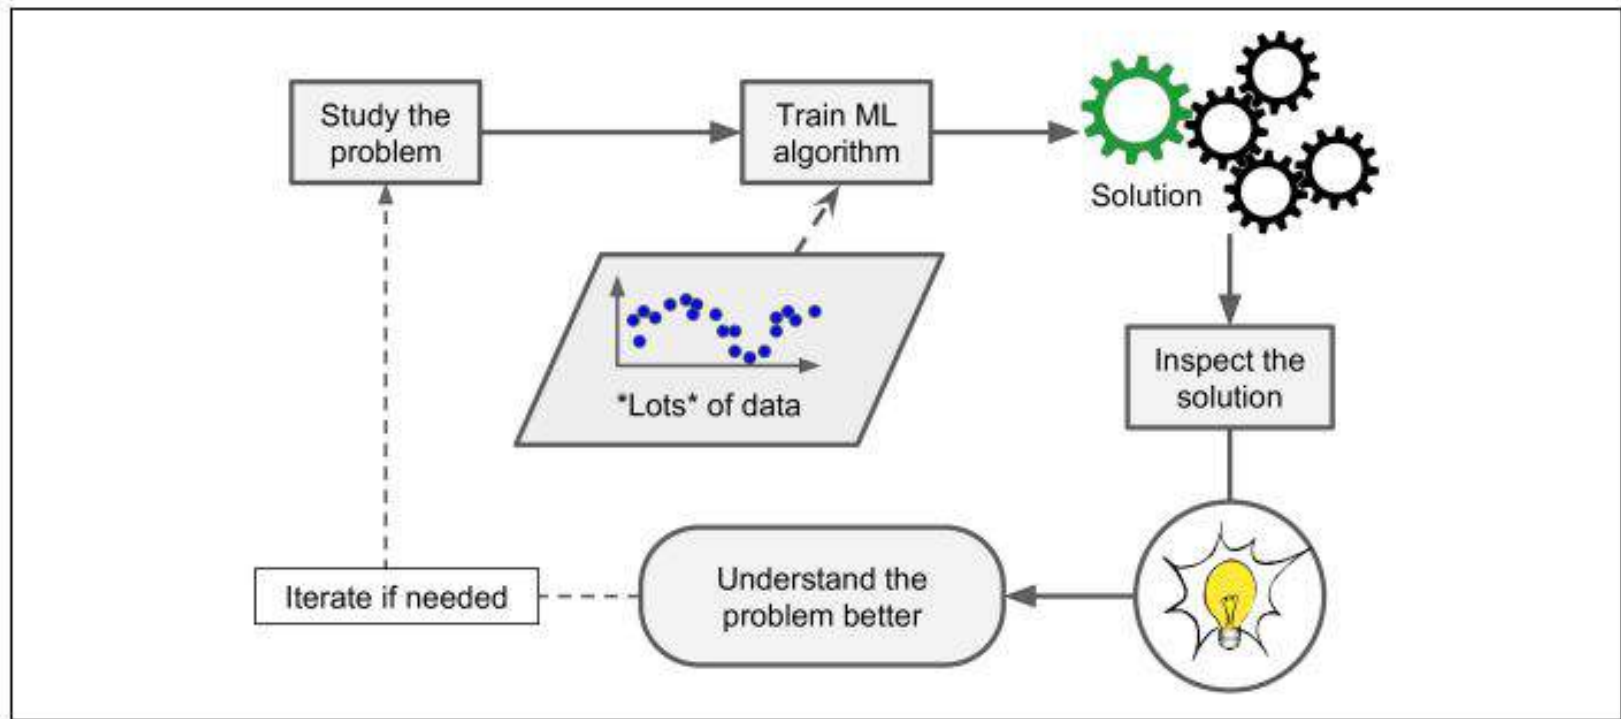 Study the
problem
Train ML
algorithm
Solution
*Lots* of data
Inspect the
solution
Understand the
problem better
Iterate if needed